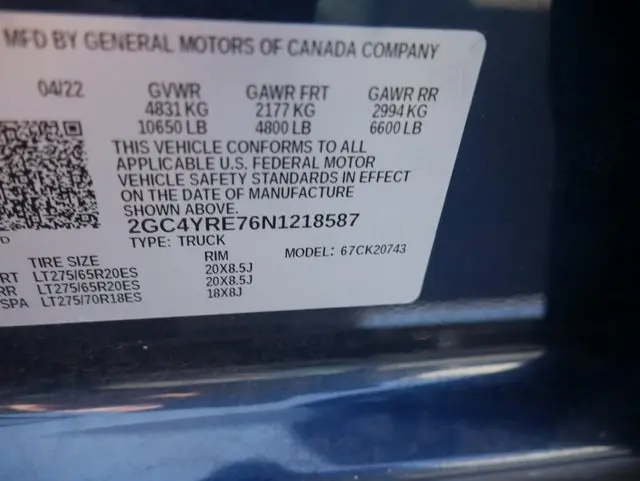 MFD BY GENERAL MOTORS OF CANADA COMPANY
04/22 GVWR GAWR FRT GAWR RR
4831 KG 2177 KG 2994 KG
10650 LB 4800 LB 6600 LB
THIS VEHICLE CONFORMS TO ALL
APPLICABLE U.S. FEDERAL MOTOR
VEHICLE SAFETY STANDARDS IN EFFECT
ON THE DATE OF MANUFACTURE
SHOWN ABOVE.
2GC4YRE76N1218587
TYPE: TRUCK MODEL: 67CK20743
TIRE SIZE RIM
RT LT275/65R20ES 20X8.5J
RR LT275/65R20ES 20X8.5J
SPA LT275/70R18ES 18X8J